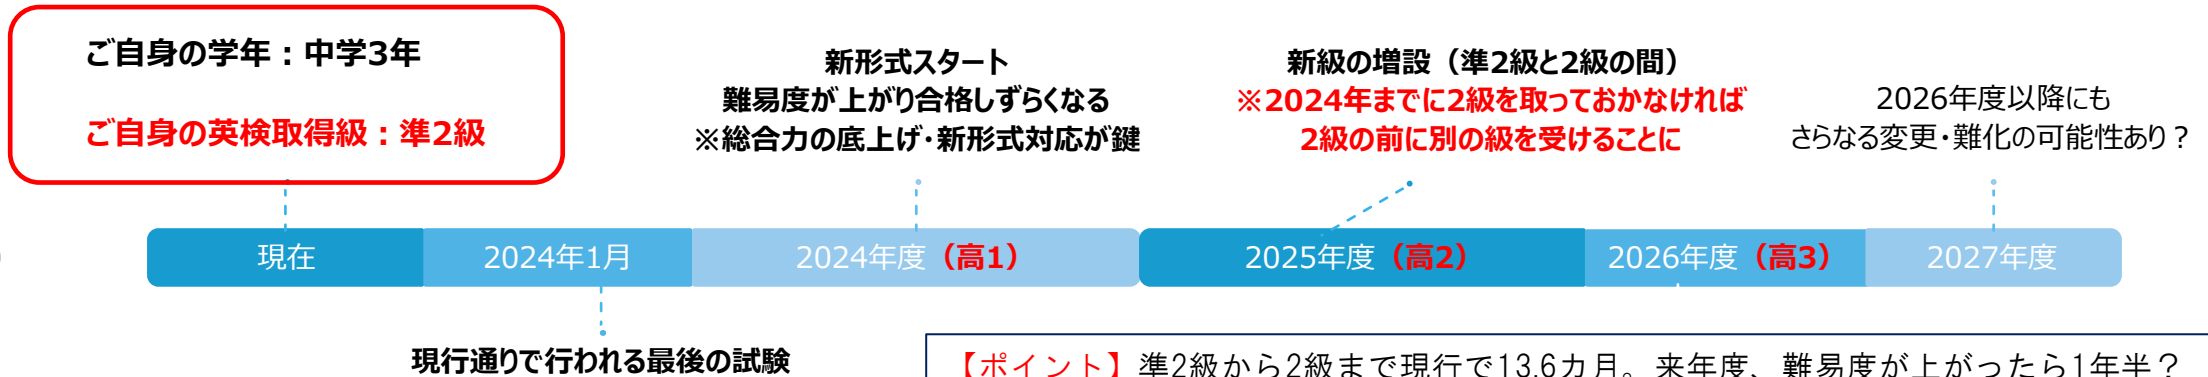 ご自身の学年：中学3年
ご自身の英検取得級：準2級
新形式スタート
難易度が上がり合格しずらくなる
※総合力の底上げ・新形式対応が鍵
新級の増設（準2級と2級の間）
※2024年までに2級を取っておかなければ
2級の前に別の級を受けることに
2026年度以降にも
さらなる変更・難化の可能性あり？
現在
2024年1月
2024年度（高1）
2025年度（高2）
2026年度（高3）
2027年度
現行通りで行われる最後の試験
【ポイント】準2級から2級まで現行で13.6カ月。来年度、難易度が上がったら1年半？